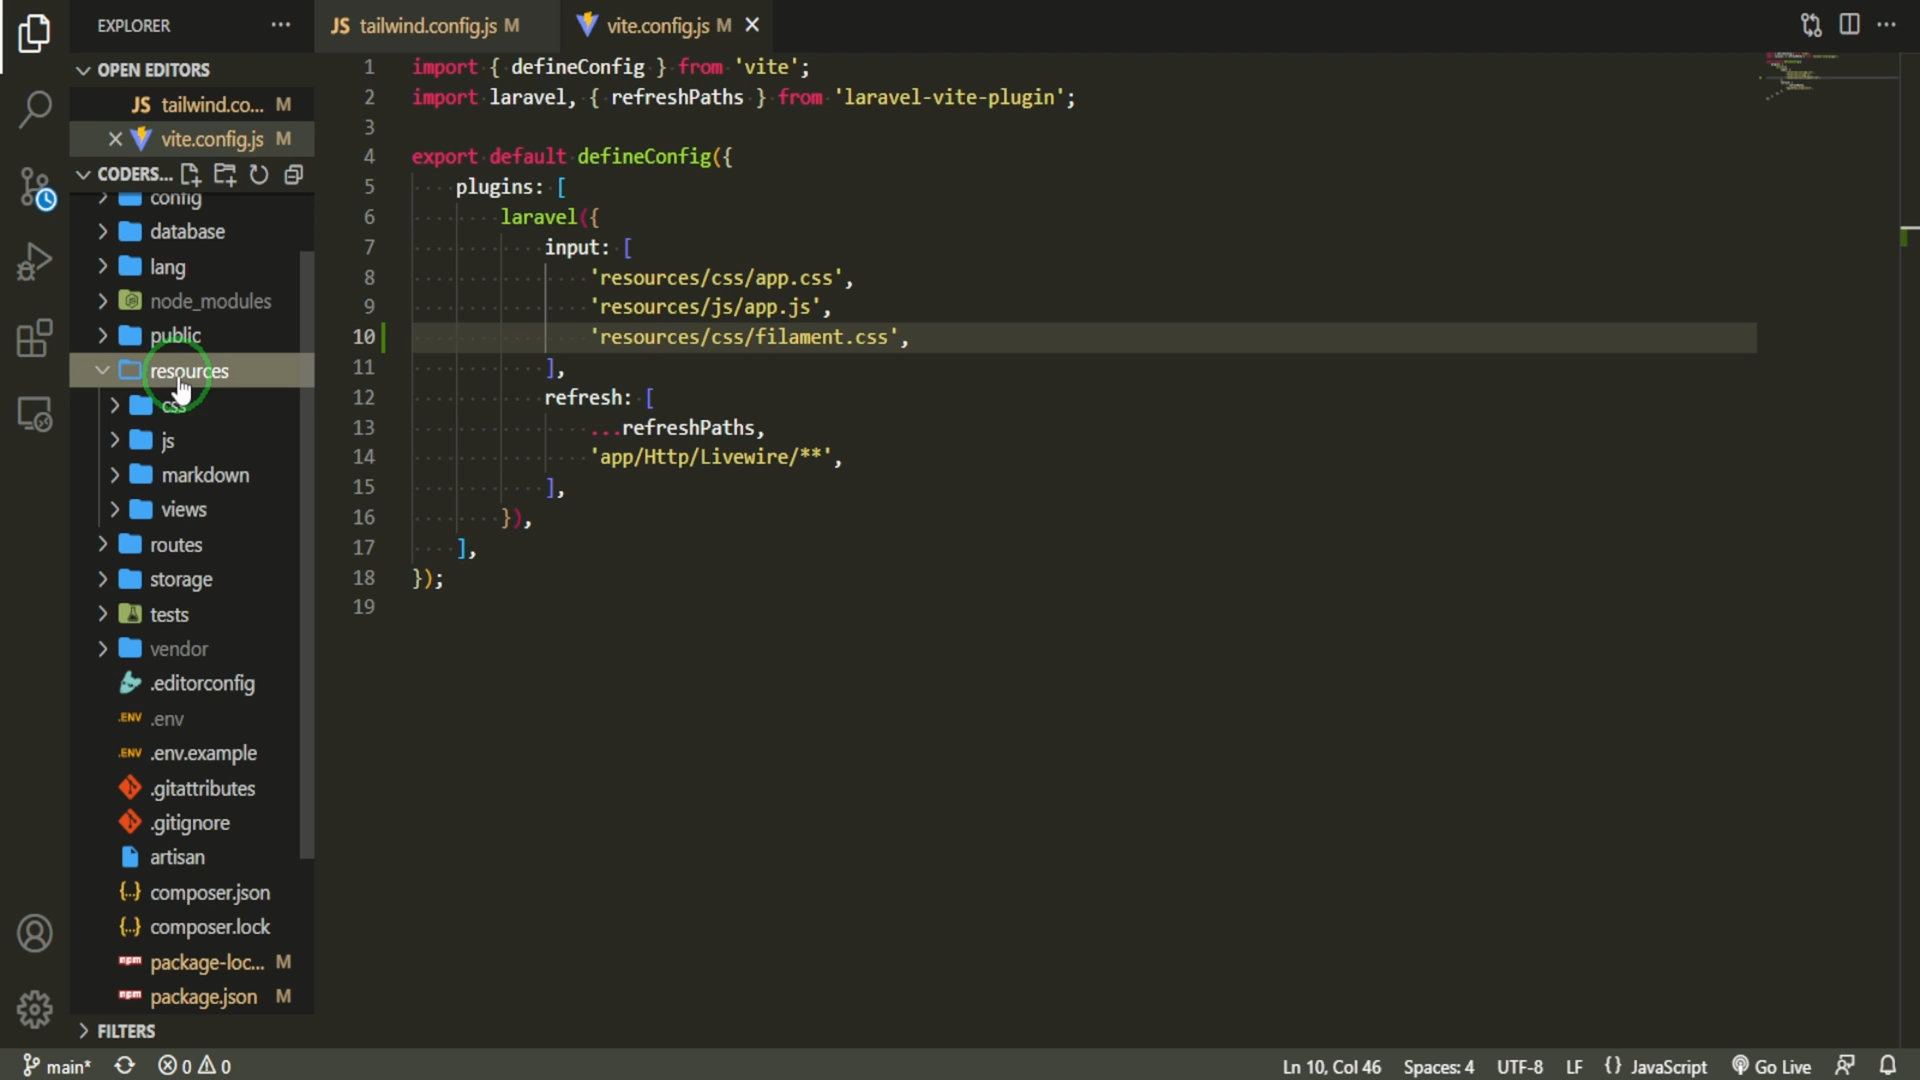 EXPLORER
JS tailwind.config.js M
vite.config.js M
OPEN EDITORS
JS tailwind.co... M
vite.config.js M
CODERS...
config
database
lang
node_modules
public
resources
css
js
markdown
views
routes
storage
tests
vendor
.editorconfig
.ENV .env
.ENV .env.example
.gitattributes
.gitignore
artisan
{..} composer.json
{..} composer.lock
npm package-loc... M
npm package.json M
FILTERS
1 import { defineConfig } from 'vite';
2 import laravel, { refreshPaths } from 'laravel-vite-plugin';
3
4 export default defineConfig({
5 plugins: [
6 laravel({
7 input: [
8 'resources/css/app.css',
9 'resources/js/app.js',
10 'resources/css/filament.css',
11 ],
12 refresh: [
13 ...refreshPaths,
14 'app/Http/Livewire/**',
15 ],
16 }),
17 ],
18 });
19
main* 0 0 Ln 10, Col 46 Spaces: 4 UTF-8 LF {} JavaScript Go Live